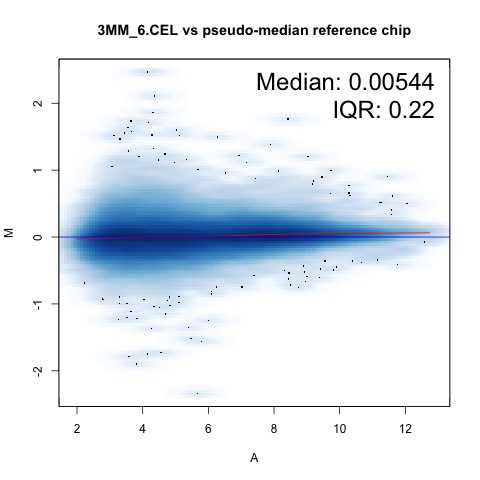 3MM_6.CEL vs pseudo-median reference chip
Median: 0.00544
IQR: 0.22
2
1
0
-1
-2
M
2 4 6 8 10 12
A